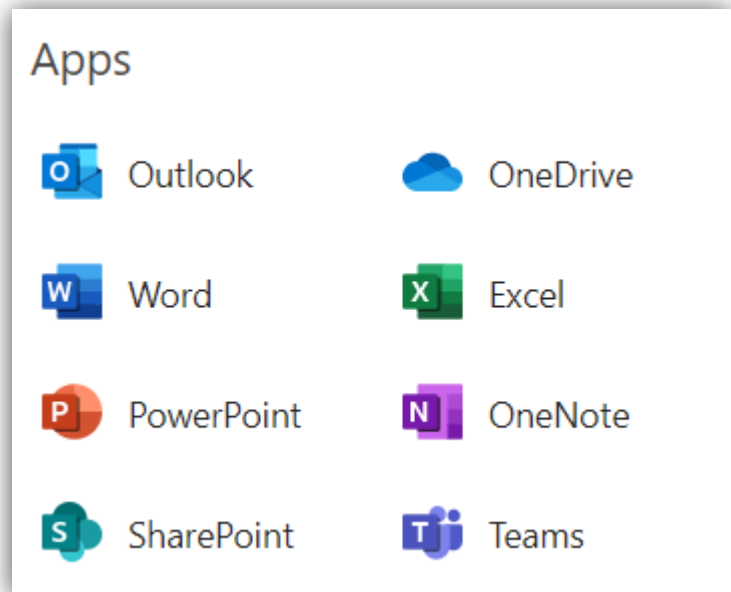 Apps
O Outlook
OneDrive
W Word
X Excel
P PowerPoint
N OneNote
S SharePoint
T Teams